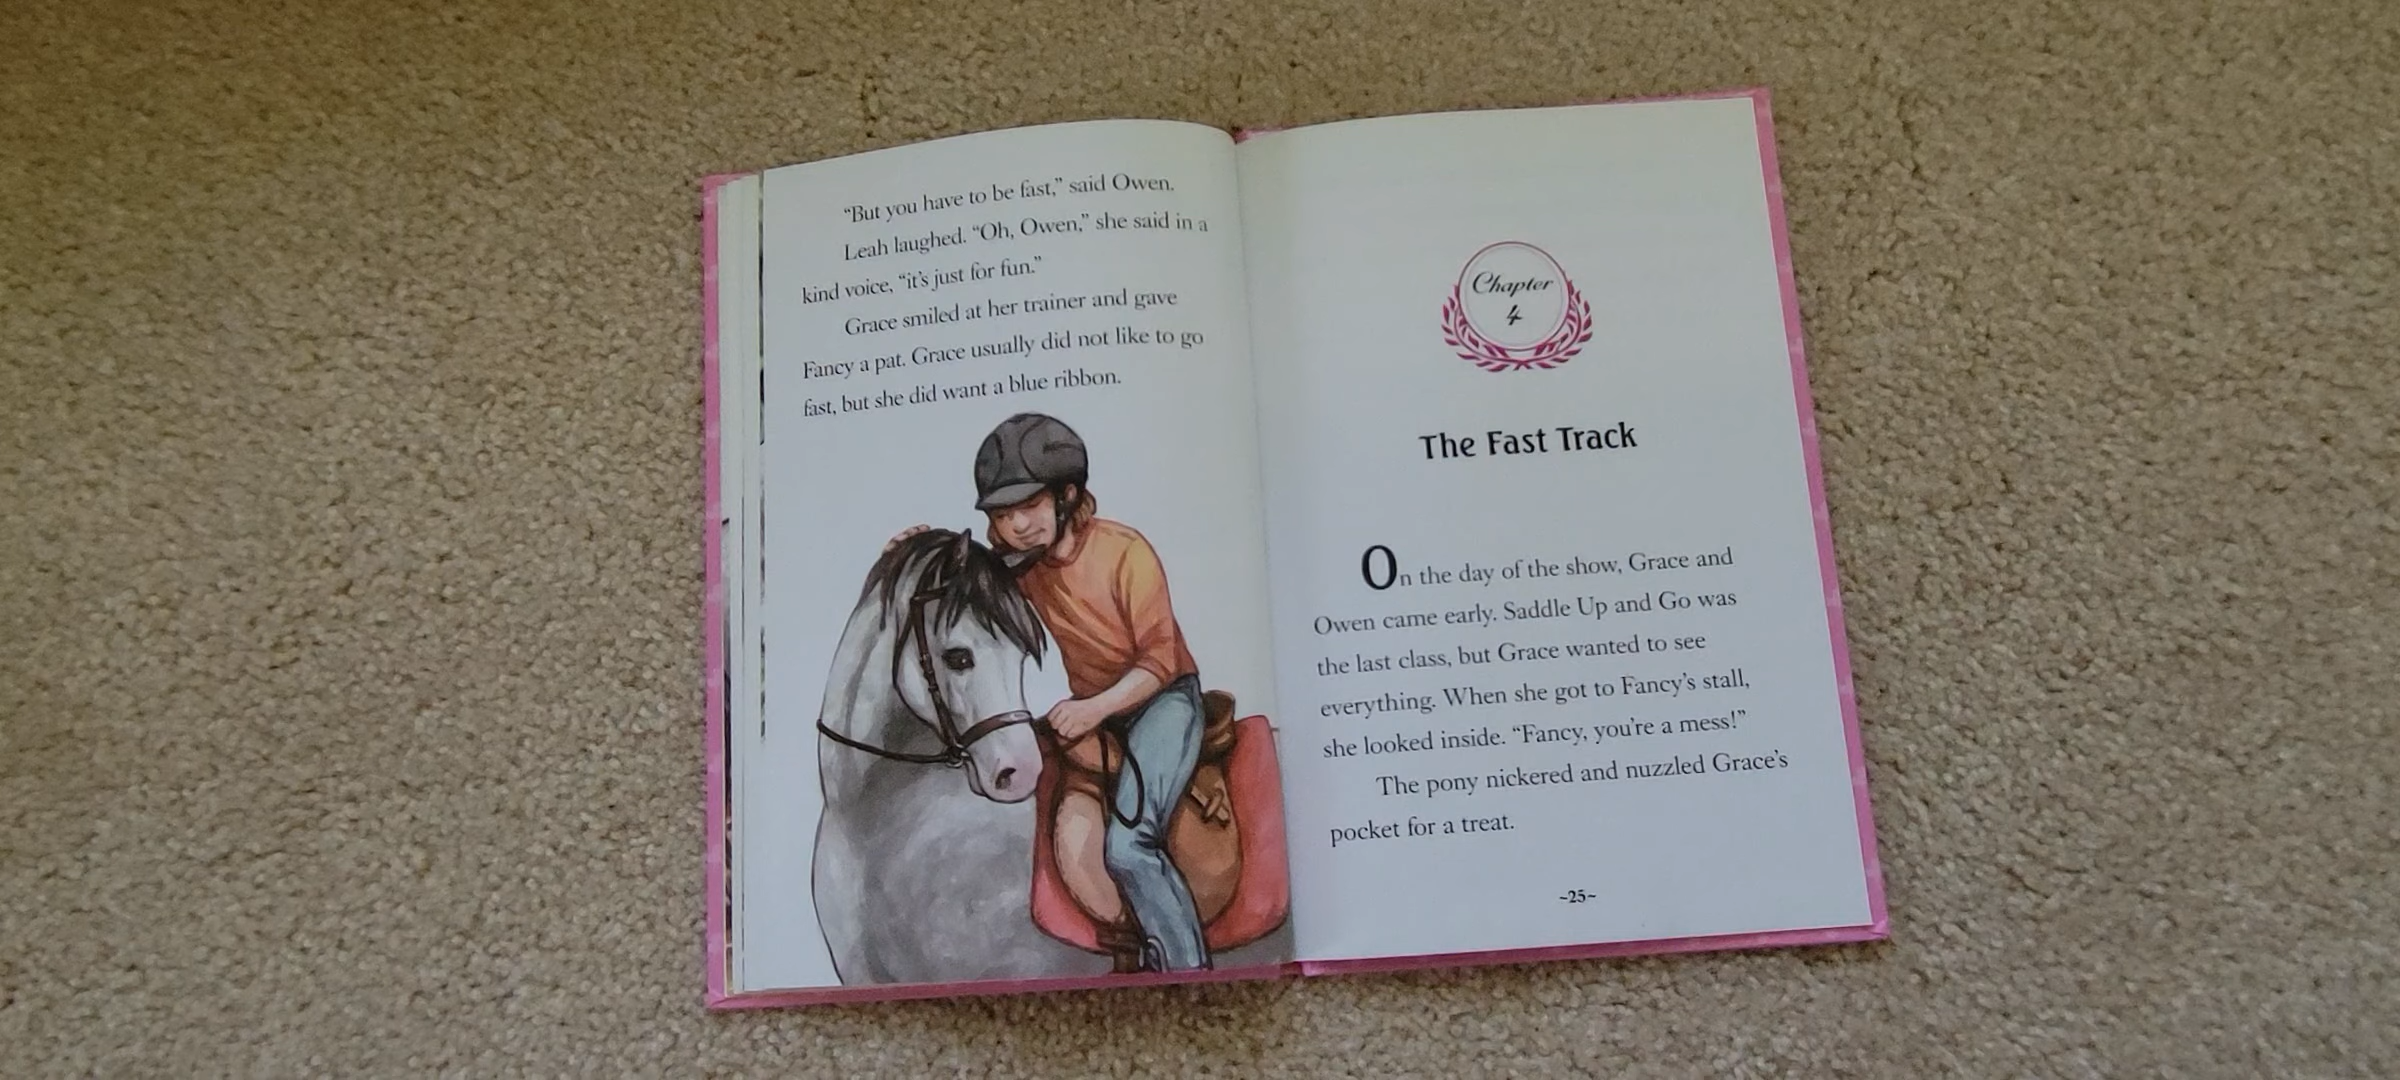 “But you have to be fast,” said Owen.
Leah laughed. “Oh, Owen,” she said in a
kind voice, “it’s just for fun.”
Grace smiled at her trainer and gave
Fancy a pat. Grace usually did not like to go
fast, but she did want a blue ribbon.
Chapter
4
The Fast Track
On the day of the show, Grace and
Owen came early. Saddle Up and Go was
the last class, but Grace wanted to see
everything. When she got to Fancy’s stall,
she looked inside. “Fancy, you’re a mess!”
The pony nickered and nuzzled Grace’s
pocket for a treat.
~25~